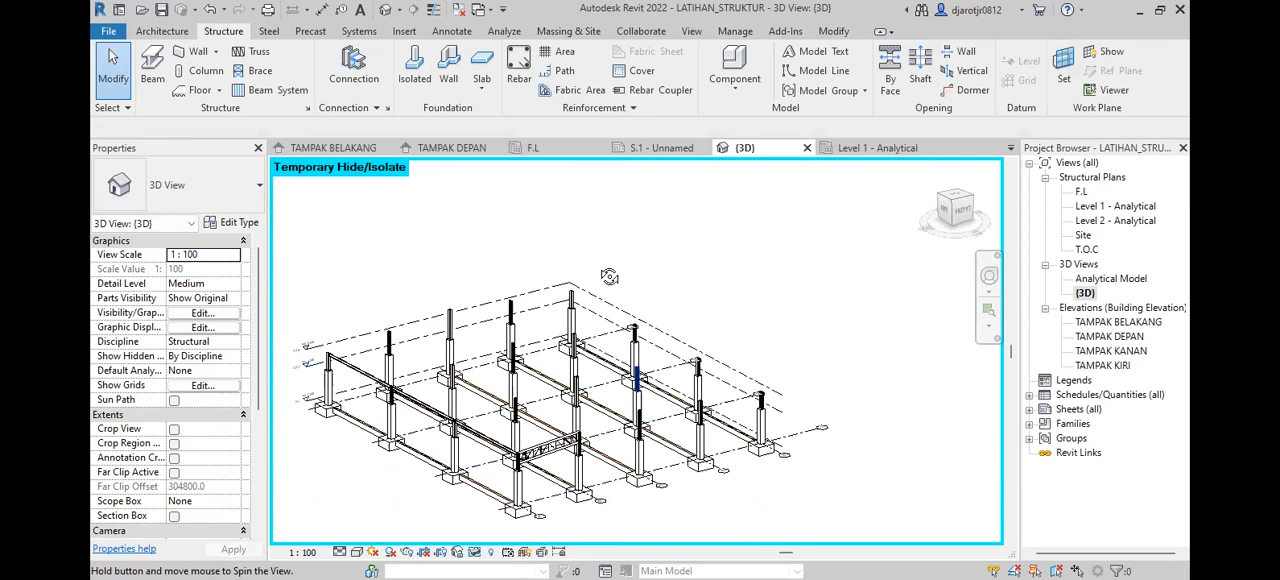 Autodesk Revit 2022 - LATIHAN_STRUKTUR - 3D View: {3D}
djarotjr0812
File Architecture Structure Steel Precast Systems Insert Annotate Analyze Massing & Site Collaborate View Manage Add-Ins Modify
Modify
Beam
Wall
Column
Floor
Truss
Brace
Beam System
Connection
Isolated
Wall
Slab
Rebar
Area
Path
Fabric Area
Fabric Sheet
Cover
Rebar Coupler
Component
Model Text
Model Line
Model Group
By
Face
Shaft
Wall
Vertical
Dormer
Level
Grid
Set
Show
Ref Plane
Viewer
Select Structure Connection Foundation Reinforcement Model Opening Datum Work Plane
Properties
TAMPAK BELAKANG TAMPAK DEPAN F.L S.1 - Unnamed {3D} Level 1 - Analytical
Project Browser - LATIHAN_STRU...
3D View
3D View: {3D} Edit Type
Graphics
View Scale 1 : 100
Scale Value 1: 100
Detail Level Medium
Parts Visibility Show Original
Visibility/Grap... Edit...
Graphic Displ... Edit...
Discipline Structural
Show Hidden ... By Discipline
Default Analy... None
Show Grids Edit...
Sun Path
Extents
Crop View
Crop Region ...
Annotation Cr...
Far Clip Active
Far Clip Offset 304800.0
Scope Box None
Section Box
Camera
Properties help Apply
Temporary Hide/Isolate
FRONT
Views (all)
Structural Plans
F.L
Level 1 - Analytical
Level 2 - Analytical
Site
T.O.C
3D Views
Analytical Model
{3D}
Elevations (Building Elevation)
TAMPAK BELAKANG
TAMPAK DEPAN
TAMPAK KANAN
TAMPAK KIRI
Legends
Schedules/Quantities (all)
Sheets (all)
Families
Groups
Revit Links
1 : 100
Hold button and move mouse to Spin the View.
:0
Main Model
:0